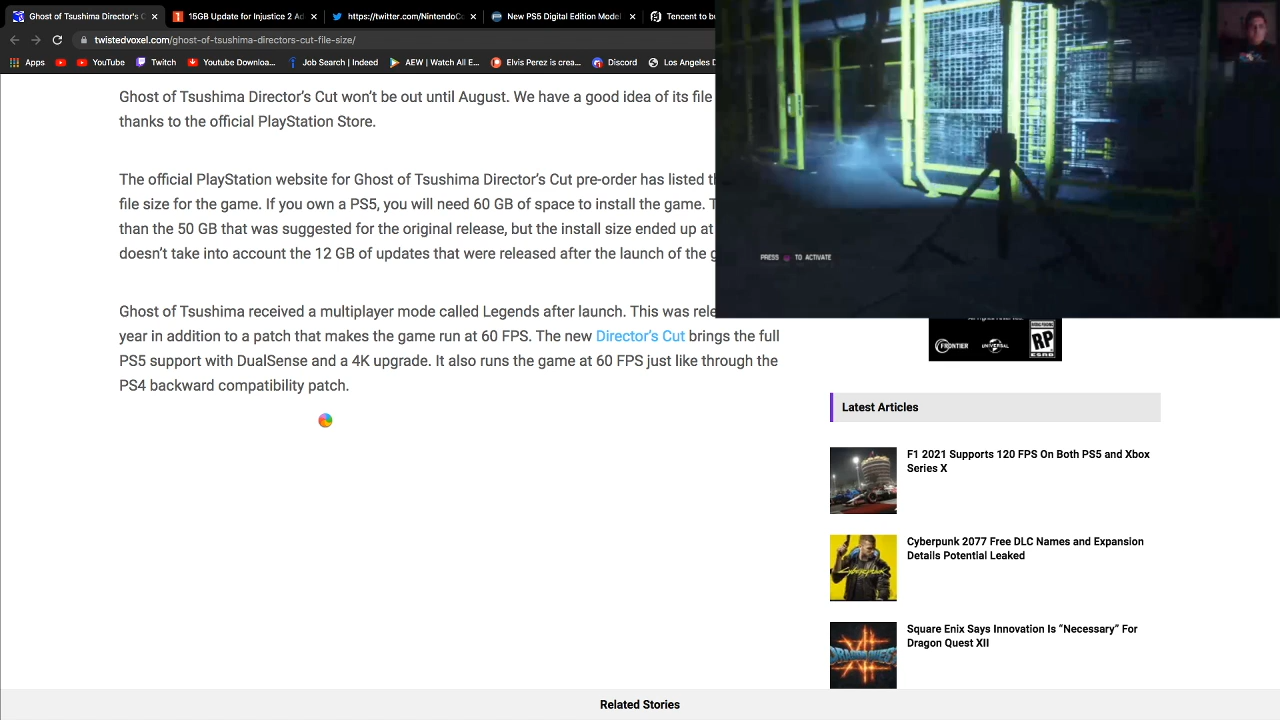 Ghost of Tsushima Director's C
15GB Update for Injustice 2 Ad
https://twitter.com/NintendoCo
New PS5 Digital Edition Model
Tencent to b
twistedvoxel.com/ghost-of-tsushima-directors-cut-file-size/
Apps
YouTube
Twitch
Youtube Downloa...
Job Search | Indeed
AEW | Watch All E...
Elvis Perez is crea...
Discord
Los Angeles D
Ghost of Tsushima Director's Cut won't be out until August. We have a good idea of its file
thanks to the official PlayStation Store.
The official PlayStation website for Ghost of Tsushima Director's Cut pre-order has listed
file size for the game. If you own a PS5, you will need 60 GB of space to install the game.
than the 50 GB that was suggested for the original release, but the install size ended up at
doesn't take into account the 12 GB of updates that were released after the launch of the
Ghost of Tsushima received a multiplayer mode called Legends after launch. This was
year in addition to a patch that makes the game run at 60 FPS. The new Director's Cut brings the full
PS5 support with DualSense and a 4K upgrade. It also runs the game at 60 FPS just like through the
PS4 backward compatibility patch.
PRESS TO ACTIVATE
FRONTIER
UNIVERSAL
RP
ESRB
Latest Articles
F1 2021 Supports 120 FPS On Both PS5 and Xbox
Series X
Cyberpunk 2077 Free DLC Names and Expansion
Details Potential Leaked
Square Enix Says Innovation Is “Necessary” For
Dragon Quest XII
Related Stories